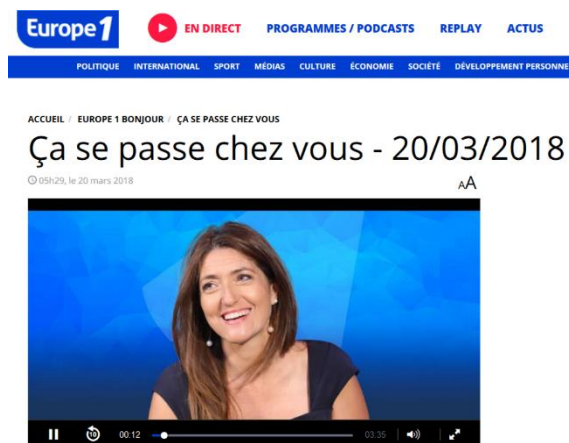 Europe 1
EN DIRECT PROGRAMMES / PODCASTS REPLAY ACTUS
POLITIQUE INTERNATIONAL SPORT MÉDIAS CULTURE ÉCONOMIE SOCIÉTÉ DÉVELOPPEMENT PERSONNE
ACCUEIL / EUROPE 1 BONJOUR / ÇA SE PASSE CHEZ VOUS
Ça se passe chez vous - 20/03/2018
05h29, le 20 mars 2018 AA
10 00:12 03:35